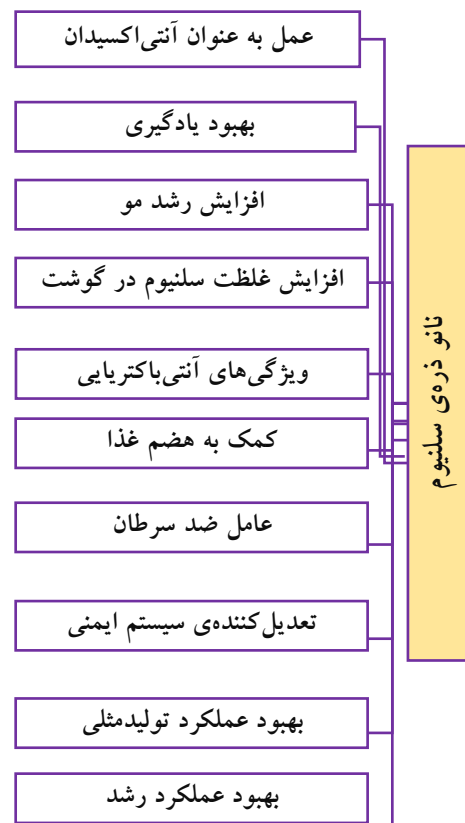 عمل به عنوان آنتی‌اکسیدان
بهبود یادگیری
افزایش رشد مو
افزایش غلظت سلنیوم در گوشت
ویژگی‌های آنتی‌باکتریایی
کمک به هضم غذا
عامل ضد سرطان
تعدیل‌کننده‌ی سیستم ایمنی
بهبود عملکرد تولیدمثلی
بهبود عملکرد رشد
نانو ذره‌ی سلنیوم